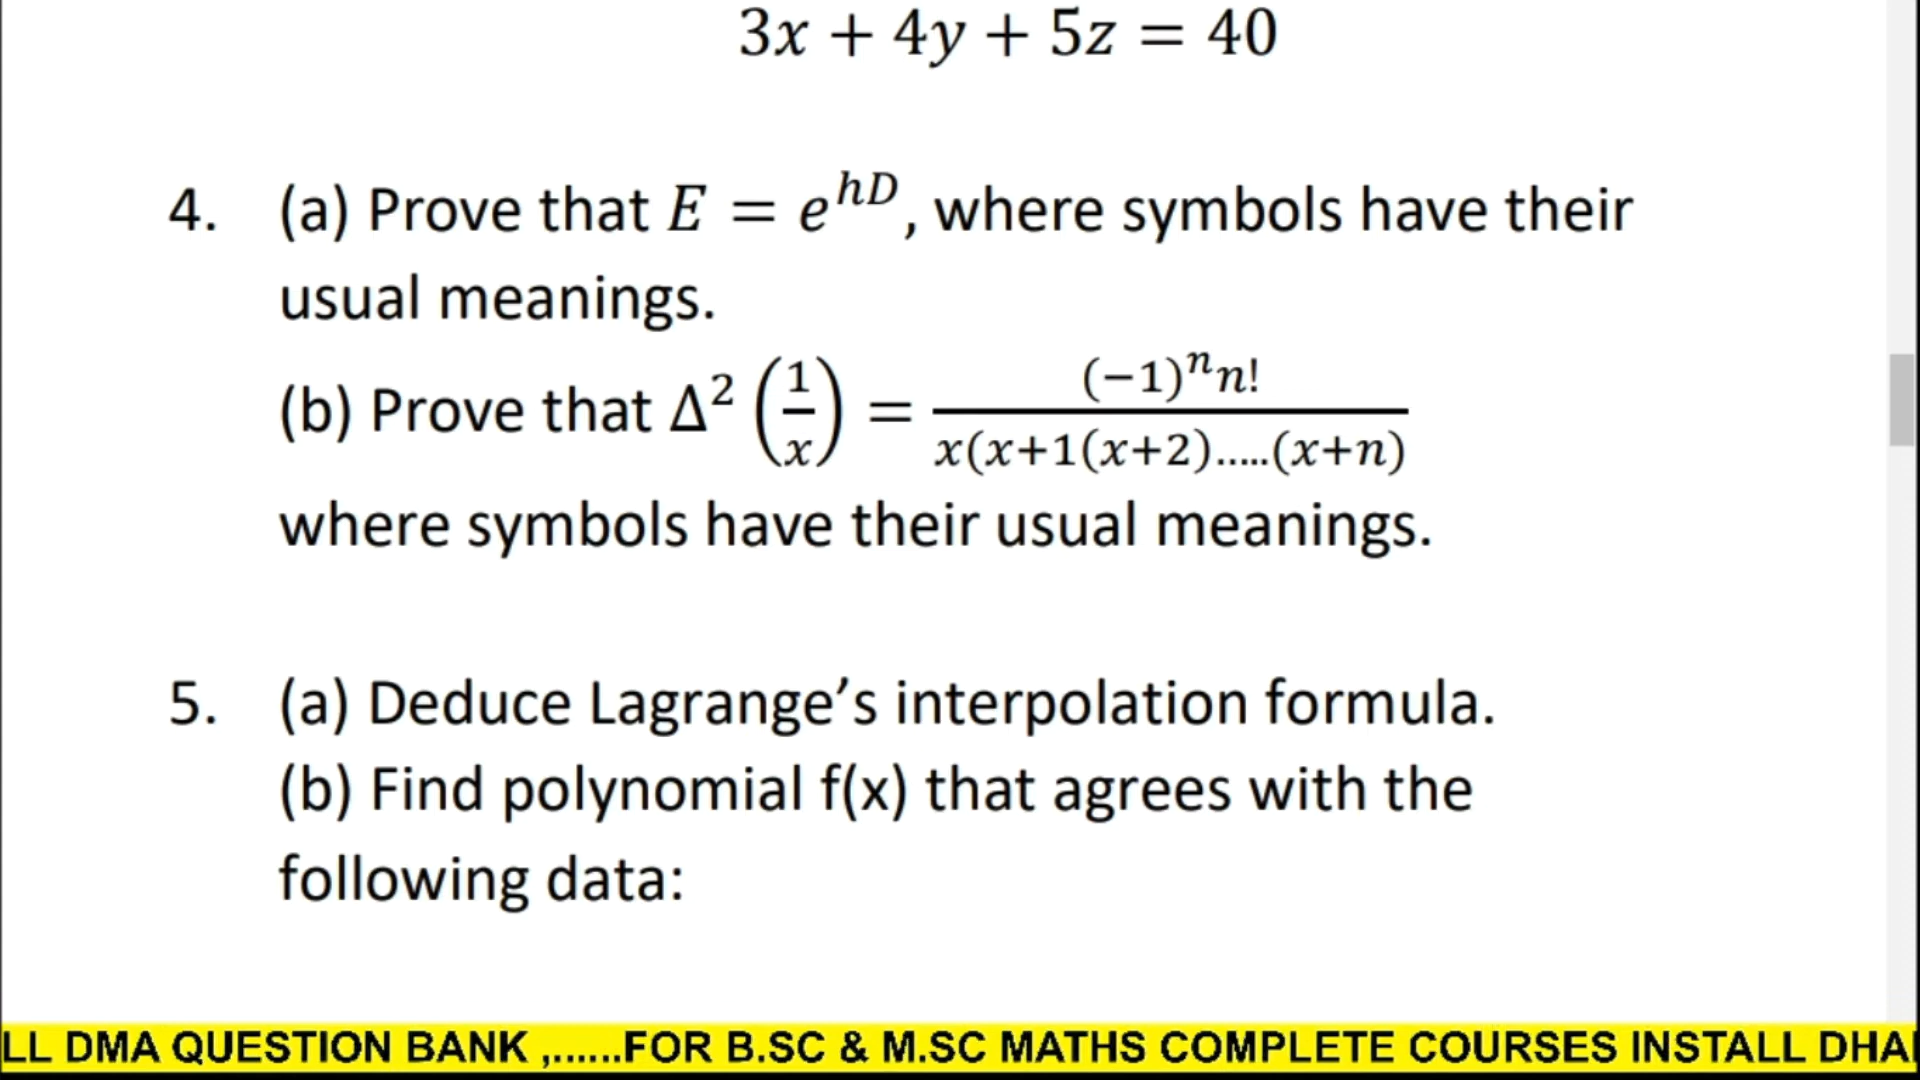 3x + 4y + 5z = 40
4. (a) Prove that E = e^{hD}, where symbols have their
usual meanings.
(b) Prove that Δ² (1/x) = (−1)ⁿn! / x(x+1(x+2).....(x+n)
where symbols have their usual meanings.
5. (a) Deduce Lagrange’s interpolation formula.
(b) Find polynomial f(x) that agrees with the
following data:
LL DMA QUESTION BANK ,......FOR B.SC & M.SC MATHS COMPLETE COURSES INSTALL DHA